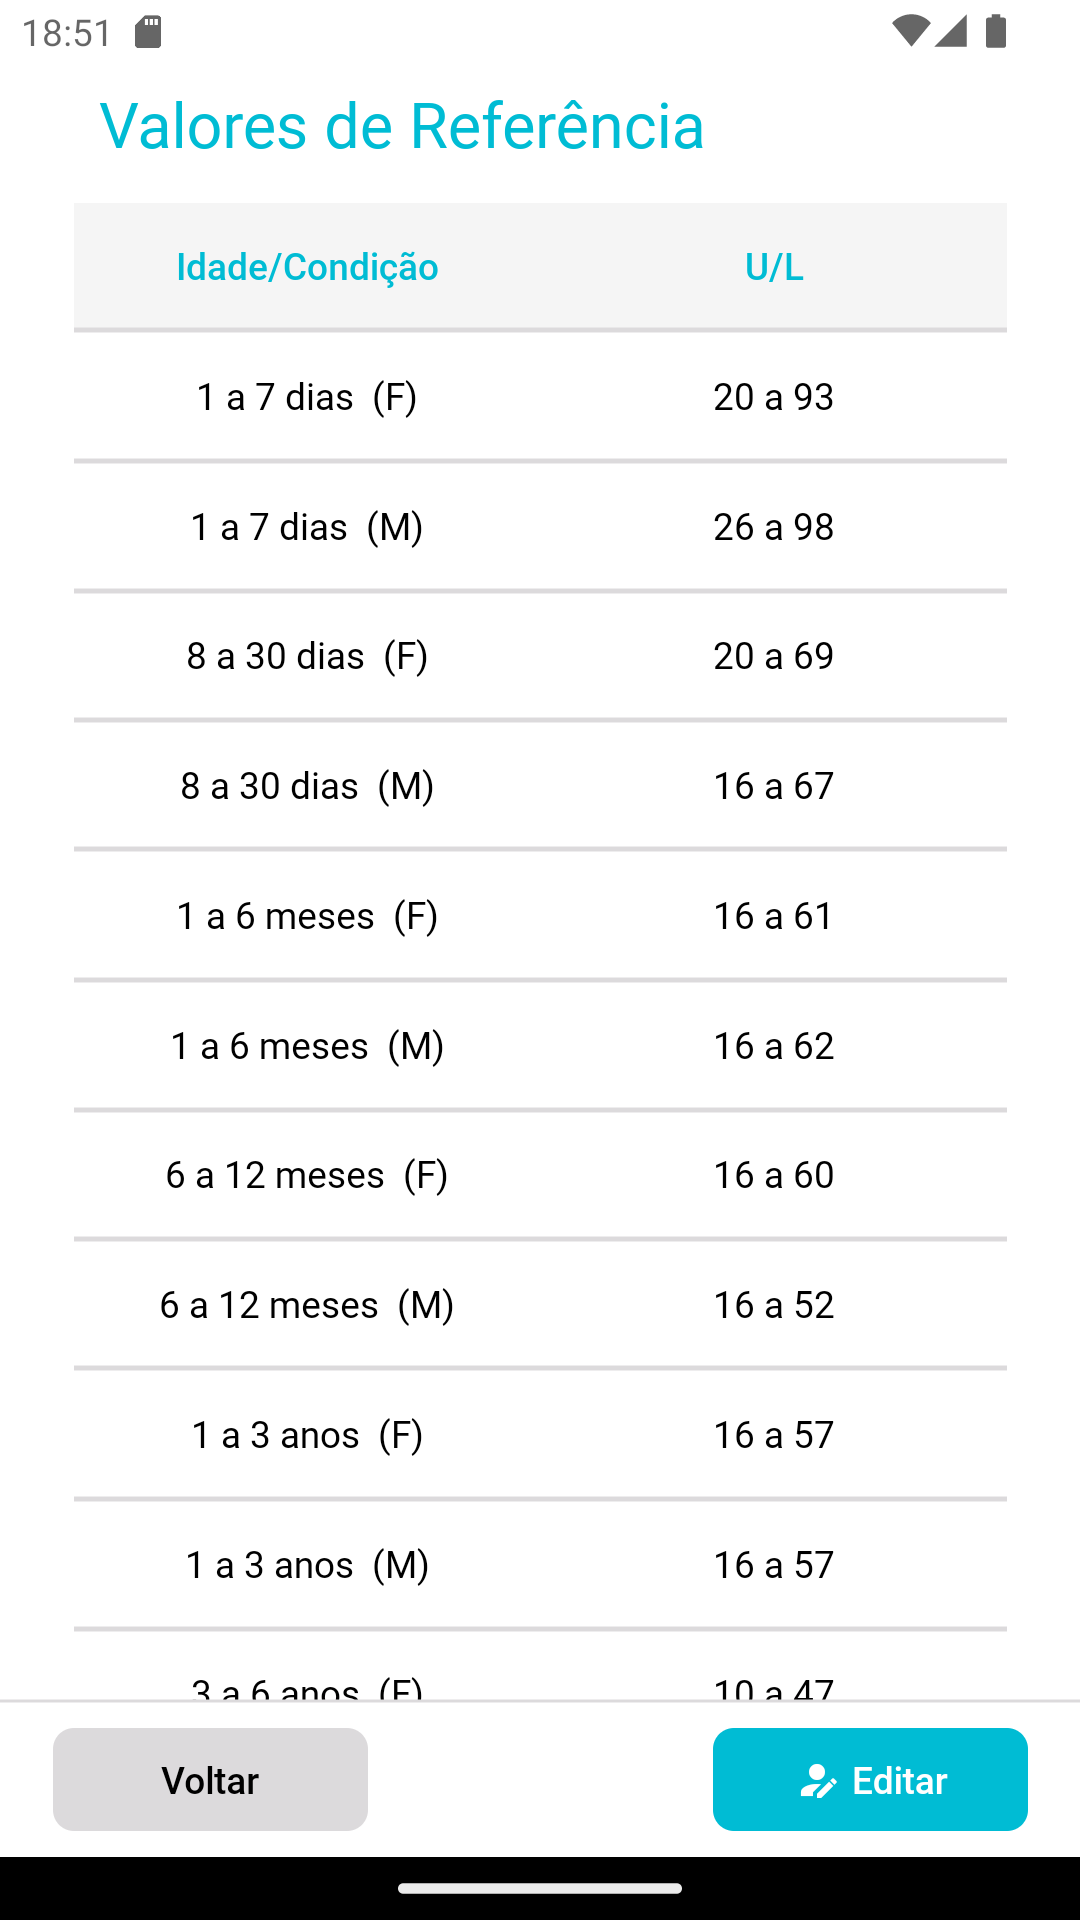 18:51
Valores de Referência
Idade/Condição U/L
1 a 7 dias (F) 20 a 93
1 a 7 dias (M) 26 a 98
8 a 30 dias (F) 20 a 69
8 a 30 dias (M) 16 a 67
1 a 6 meses (F) 16 a 61
1 a 6 meses (M) 16 a 62
6 a 12 meses (F) 16 a 60
6 a 12 meses (M) 16 a 52
1 a 3 anos (F) 16 a 57
1 a 3 anos (M) 16 a 57
3 a 6 anos (F) 10 a 47
Voltar Editar